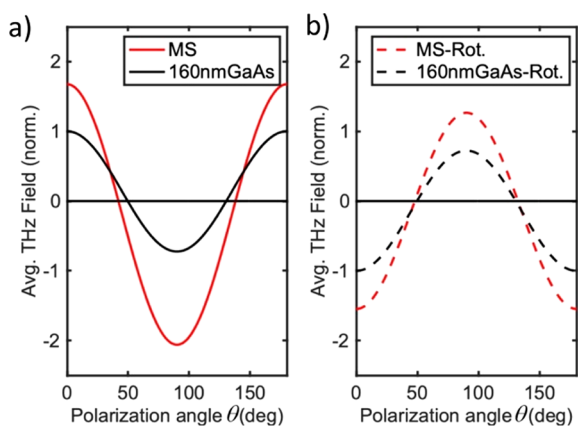 a)
MS
160nmGaAs
Avg. THz Field (norm.)
2
1
0
-1
-2
0
50
100
150
Polarization angle θ(deg)
b)
MS-Rot.
160nmGaAs-Rot.
Avg. THz Field (norm.)
2
1
0
-1
-2
0
50
100
150
Polarization angle θ(deg)